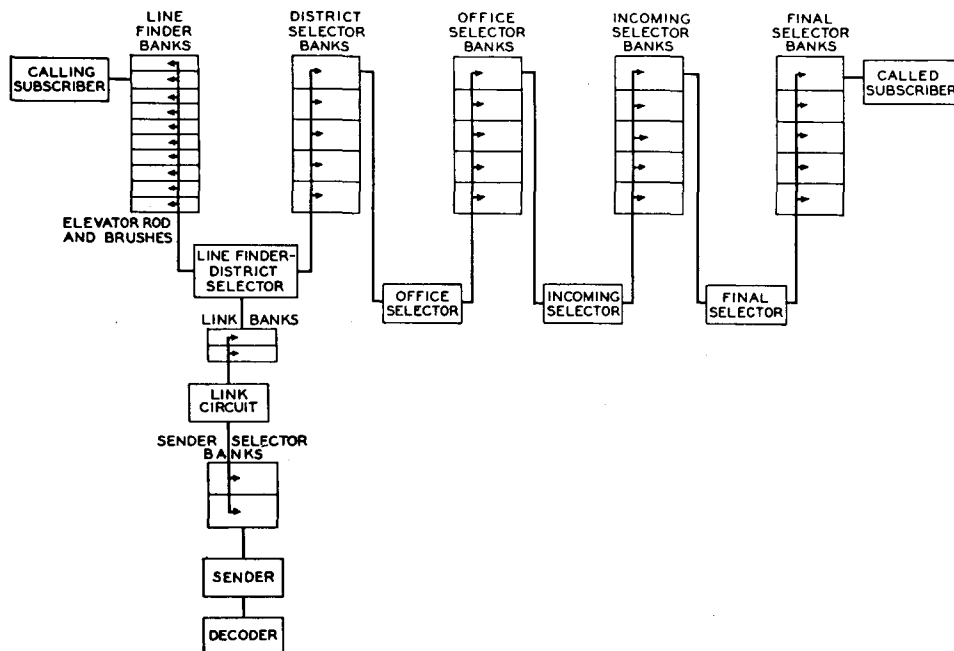 LINE
FINDER
BANKS
DISTRICT
SELECTOR
BANKS
OFFICE
SELECTOR
BANKS
INCOMING
SELECTOR
BANKS
FINAL
SELECTOR
BANKS
CALLING
SUBSCRIBER
CALLED
SUBSCRIBER
ELEVATOR ROD
AND BRUSHES
LINE FINDER-
DISTRICT
SELECTOR
OFFICE
SELECTOR
INCOMING
SELECTOR
FINAL
SELECTOR
LINK BANKS
LINK
CIRCUIT
SENDER SELECTOR
BANKS
SENDER
DECODER